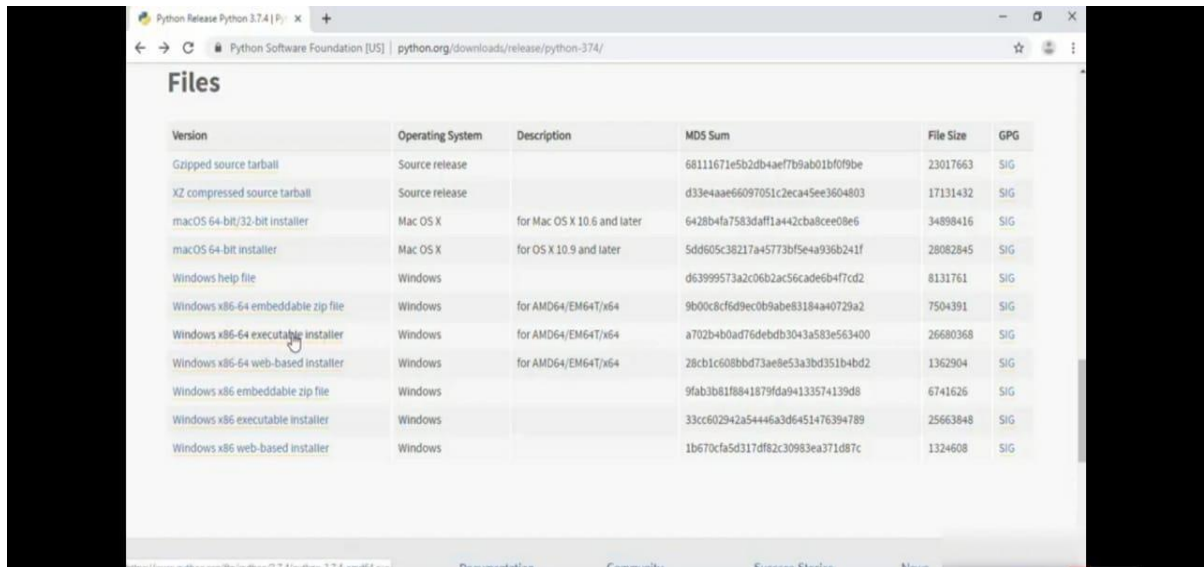 Python Release Python 3.7.4 | Py
Python Software Foundation [US] | python.org/downloads/release/python-374/
Files
Version Operating System Description MD5 Sum File Size GPG
Gzipped source tarball Source release 68111671e5b2db4aef7b9ab01bf0f9be 23017663 SIG
XZ compressed source tarball Source release d33e4aae66097051c2eca45ee3604803 17131432 SIG
macOS 64-bit/32-bit installer Mac OS X for Mac OS X 10.6 and later 6428b4fa7583daff1a442cba8cee08e6 34898416 SIG
macOS 64-bit installer Mac OS X for OS X 10.9 and later 5dd605c38217a45773bf5e4a936b241f 28082845 SIG
Windows help file Windows d63999573a2c06b2ac56cade6b4f7cd2 8131761 SIG
Windows x86-64 embeddable zip file Windows for AMD64/EM64T/x64 9b00c8cf6d9ec0b9abe83184a40729a2 7504391 SIG
Windows x86-64 executable installer Windows for AMD64/EM64T/x64 a702b4b0ad76debdb3043a583e563400 26680368 SIG
Windows x86-64 web-based installer Windows for AMD64/EM64T/x64 28cb1c608bbd73ae8e53a3bd351b4bd2 1362904 SIG
Windows x86 embeddable zip file Windows 9fab3b81f8841879fda94133574139d8 6741626 SIG
Windows x86 executable installer Windows 33cc602942a54446a3d6451476394789 25663848 SIG
Windows x86 web-based installer Windows 1b670cfa5d317df82c30983ea371d87c 1324608 SIG
Documentation Community Success Stories News